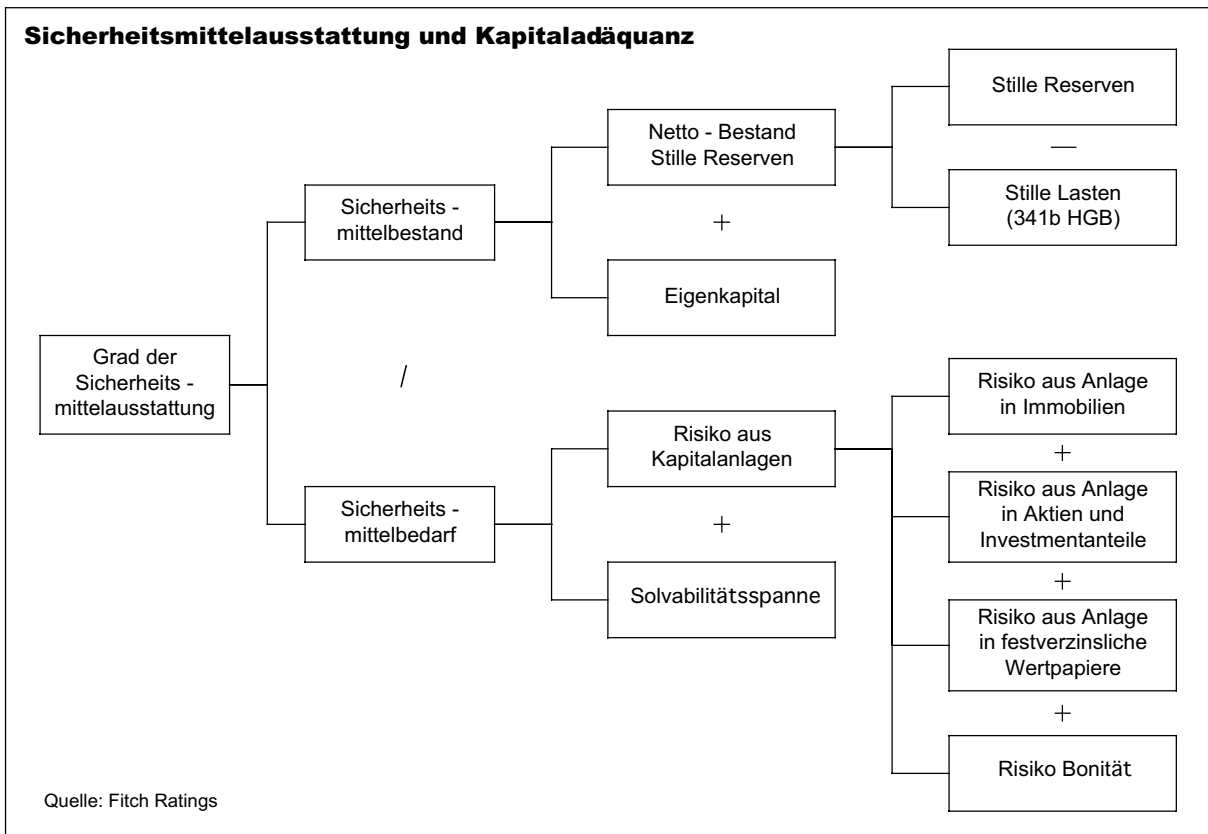 Sicherheitsmittelausstattung und Kapitaladäquanz
Stille Reserven
Netto - Bestand
Stille Reserven
—
Stille Lasten
(341b HGB)
Sicherheits -
mittelbestand
+
Eigenkapital
Grad der
Sicherheits -
mittelausstattung
/
Risiko aus Anlage
in Immobilien
+
Risiko aus
Kapitalanlagen
Risiko aus Anlage
in Aktien und
Investmentanteile
Sicherheits -
mittelbedarf
+
+
Solvabilitätsspanne
Risiko aus Anlage
in festverzinsliche
Wertpapiere
+
Risiko Bonität
Quelle: Fitch Ratings